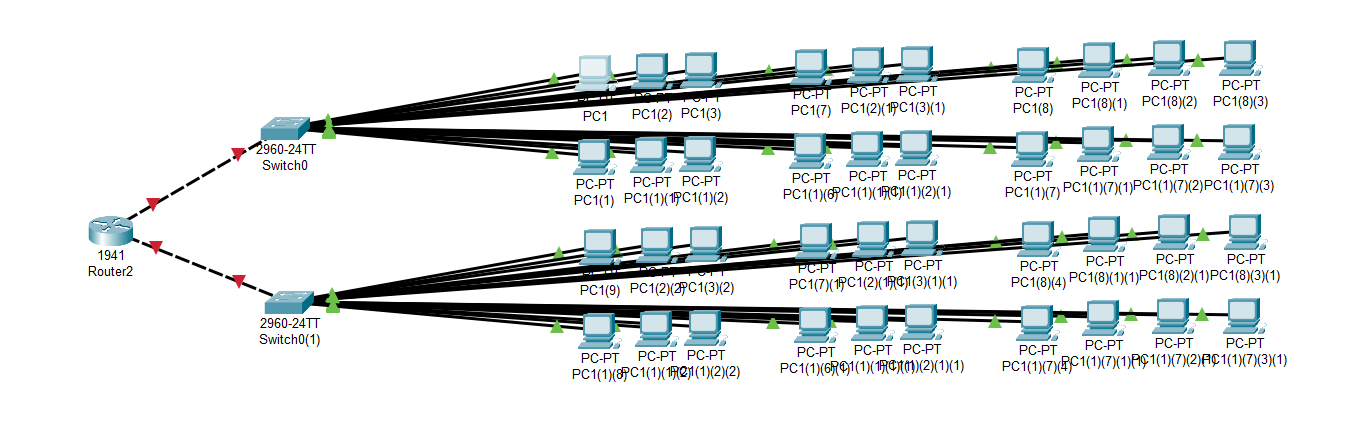 PC1
PC-PT
PC1(2)
PC-PT
PC1(3)
PC-PT
PC1(7)
PC-PT
PC1(2)(1)
PC-PT
PC1(3)(1)
PC-PT
PC1(8)
PC-PT
PC1(8)(1)
PC-PT
PC1(8)(2)
PC-PT
PC1(8)(3)
2960-24TT
Switch0
PC-PT
PC1(1)
PC-PT
PC1(1)(1)
PC-PT
PC1(1)(2)
PC-PT
PC1(1)(6)
PC-PT
PC1(1)(1)(1)
PC-PT
PC1(1)(2)(1)
PC-PT
PC1(1)(7)
PC-PT
PC1(1)(7)(1)
PC-PT
PC1(1)(7)(2)
PC-PT
PC1(1)(7)(3)
1941
Router2
PC-PT
PC1(9)
PC-PT
PC1(2)(2)
PC-PT
PC1(3)(2)
PC-PT
PC1(7)(1)
PC-PT
PC1(2)(1)(1)
PC-PT
PC1(3)(1)(1)
PC-PT
PC1(8)(4)
PC-PT
PC1(8)(1)(1)
PC-PT
PC1(8)(2)(1)
PC-PT
PC1(8)(3)(1)
2960-24TT
Switch0(1)
PC-PT
PC1(1)(8)
PC-PT
PC1(1)(1)(2)
PC-PT
PC1(1)(2)(2)
PC-PT
PC1(1)(6)(1)
PC-PT
PC1(1)(1)(1)(1)
PC-PT
PC1(1)(2)(1)(1)
PC-PT
PC1(1)(7)(4)
PC-PT
PC1(1)(7)(1)(1)
PC-PT
PC1(1)(7)(2)(1)
PC-PT
PC1(1)(7)(3)(1)